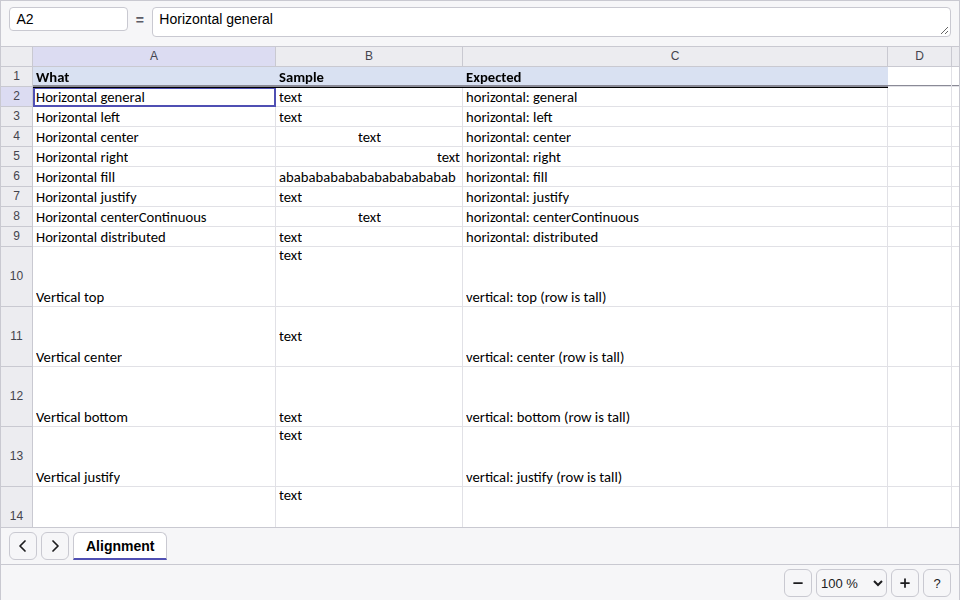 A2 = Horizontal general
A B C D
1 What Sample Expected
2 Horizontal general text horizontal: general
3 Horizontal left text horizontal: left
4 Horizontal center text horizontal: center
5 Horizontal right text horizontal: right
6 Horizontal fill abababababababababababab horizontal: fill
7 Horizontal justify text horizontal: justify
8 Horizontal centerContinuous text horizontal: centerContinuous
9 Horizontal distributed text horizontal: distributed
10 Vertical top text vertical: top (row is tall)
11 Vertical center text vertical: center (row is tall)
12 Vertical bottom text vertical: bottom (row is tall)
13 Vertical justify text vertical: justify (row is tall)
14 text
Alignment
100 % ?